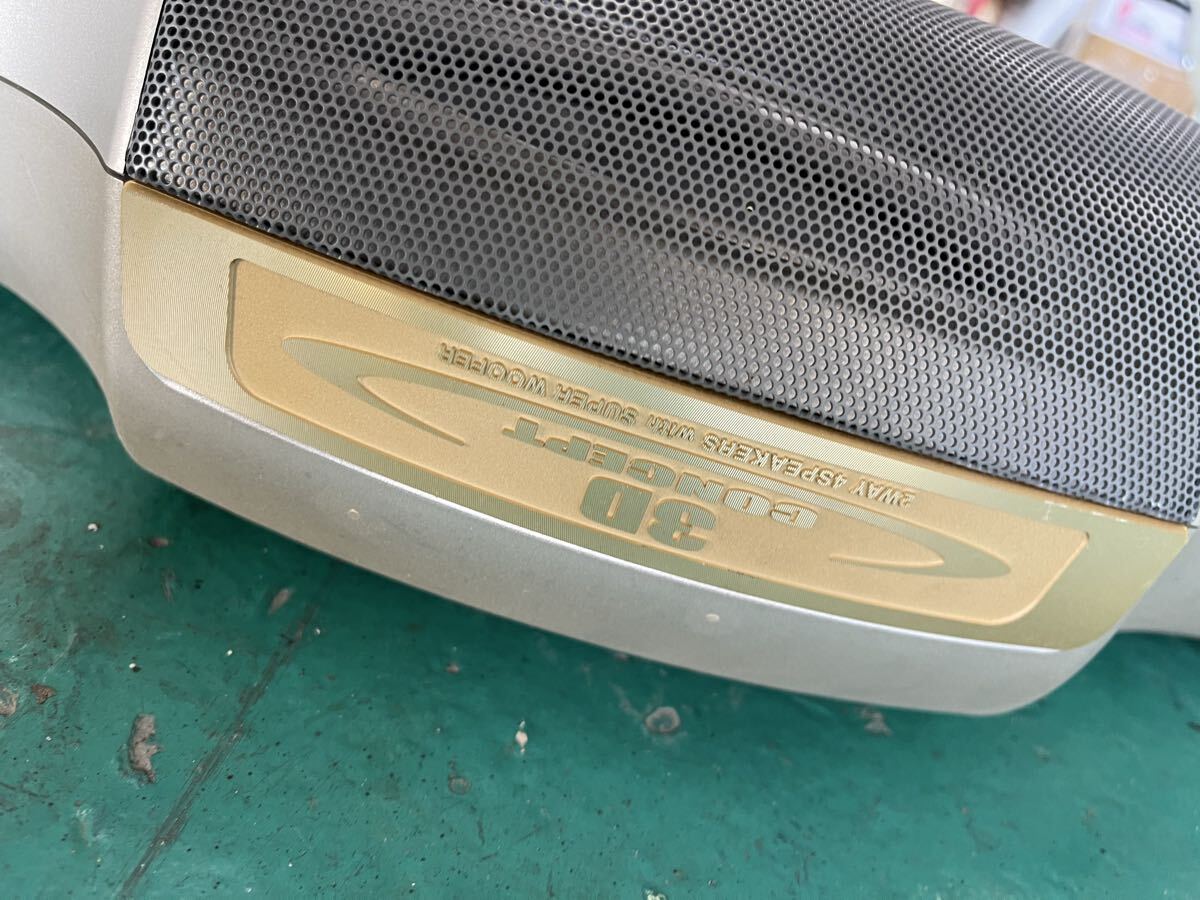 3D
CONCEPT
2WAY 4SPEAKERS with SUPER WOOFER